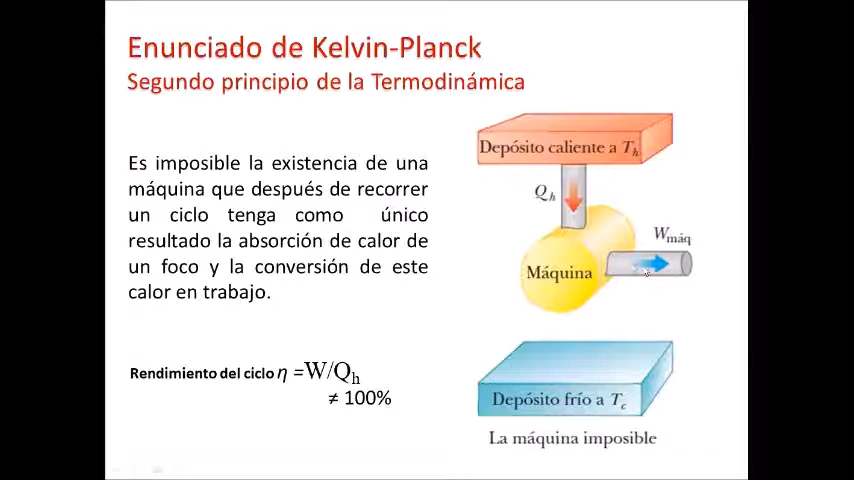 Enunciado de Kelvin-Planck
Segundo principio de la Termodinámica
Es imposible la existencia de una
máquina que después de recorrer
un ciclo tenga como único
resultado la absorción de calor de
un foco y la conversión de este
calor en trabajo.
Rendimiento del ciclo η =W/Qh
≠ 100%
Depósito caliente a Th
Qh
Wmáq
Máquina
Depósito frío a Tc
La máquina imposible